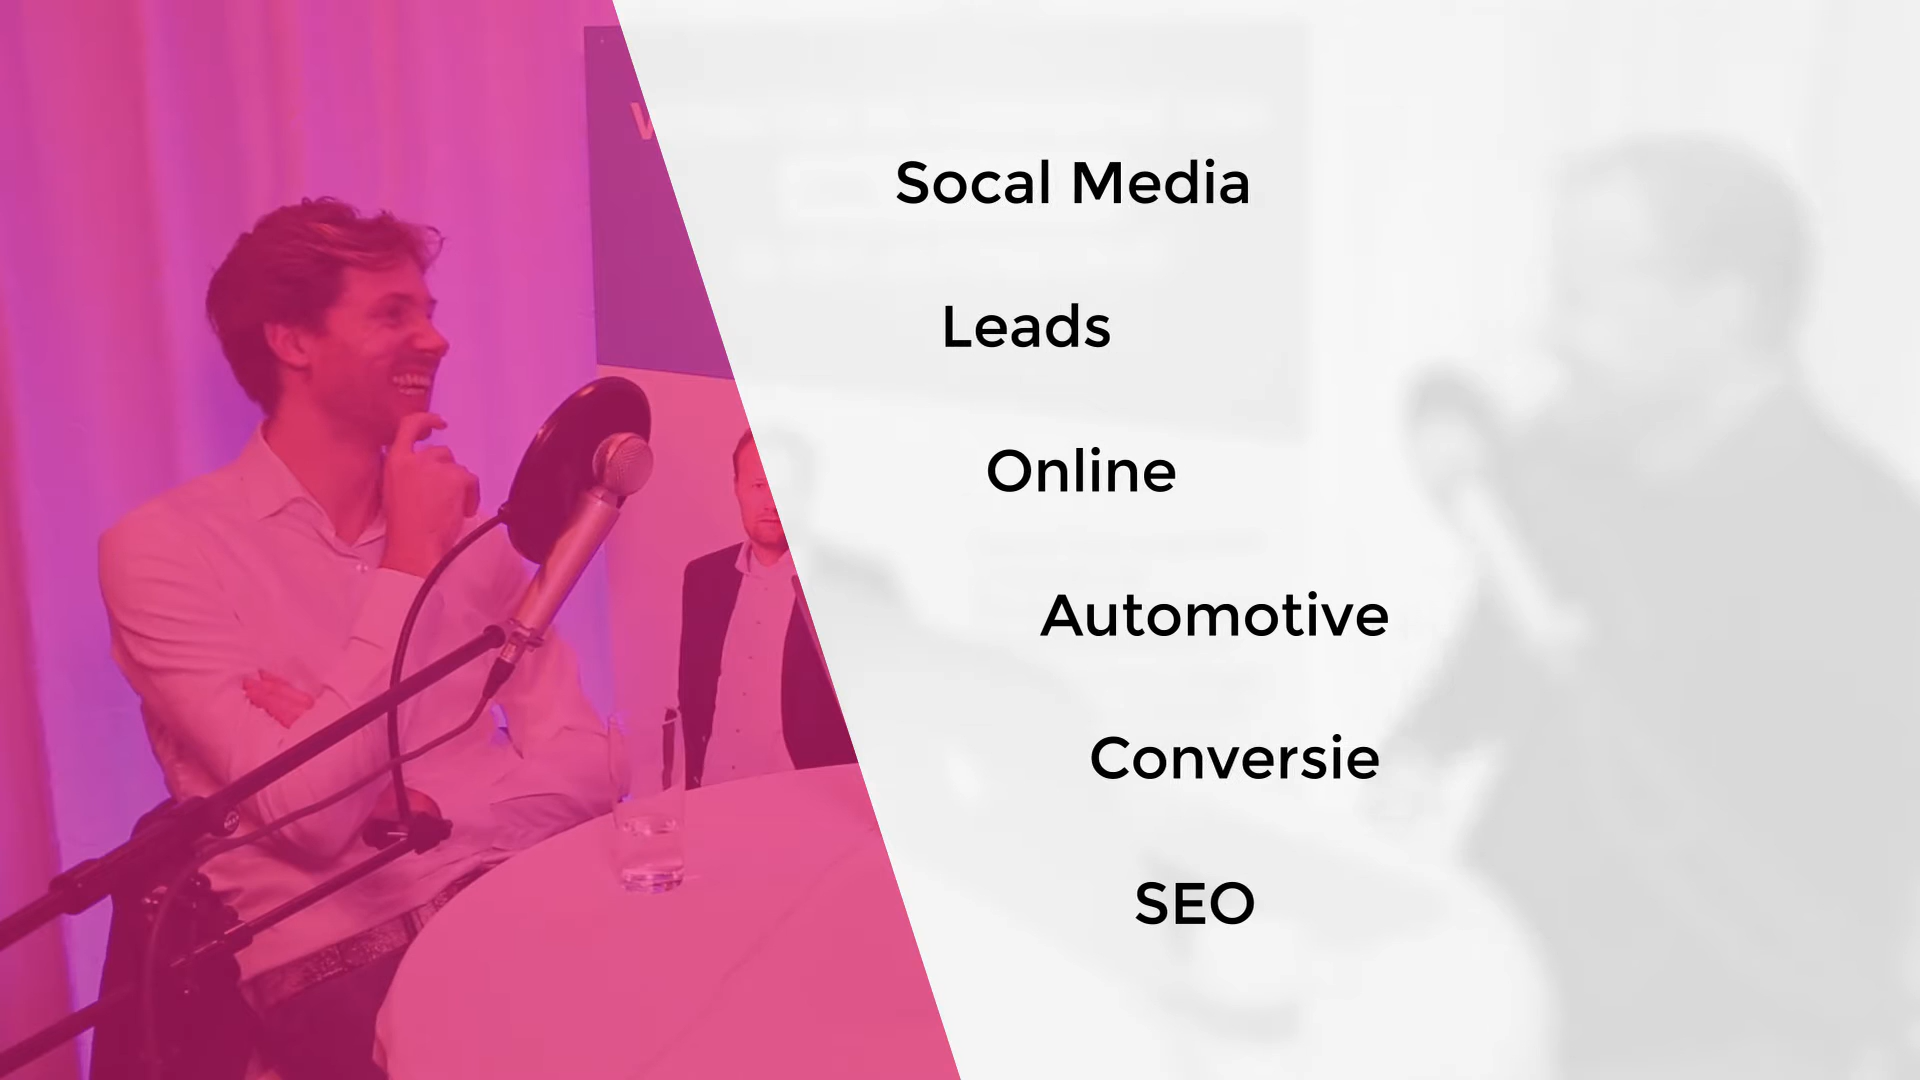 Socal Media
Leads
Online
Automotive
Conversie
SEO